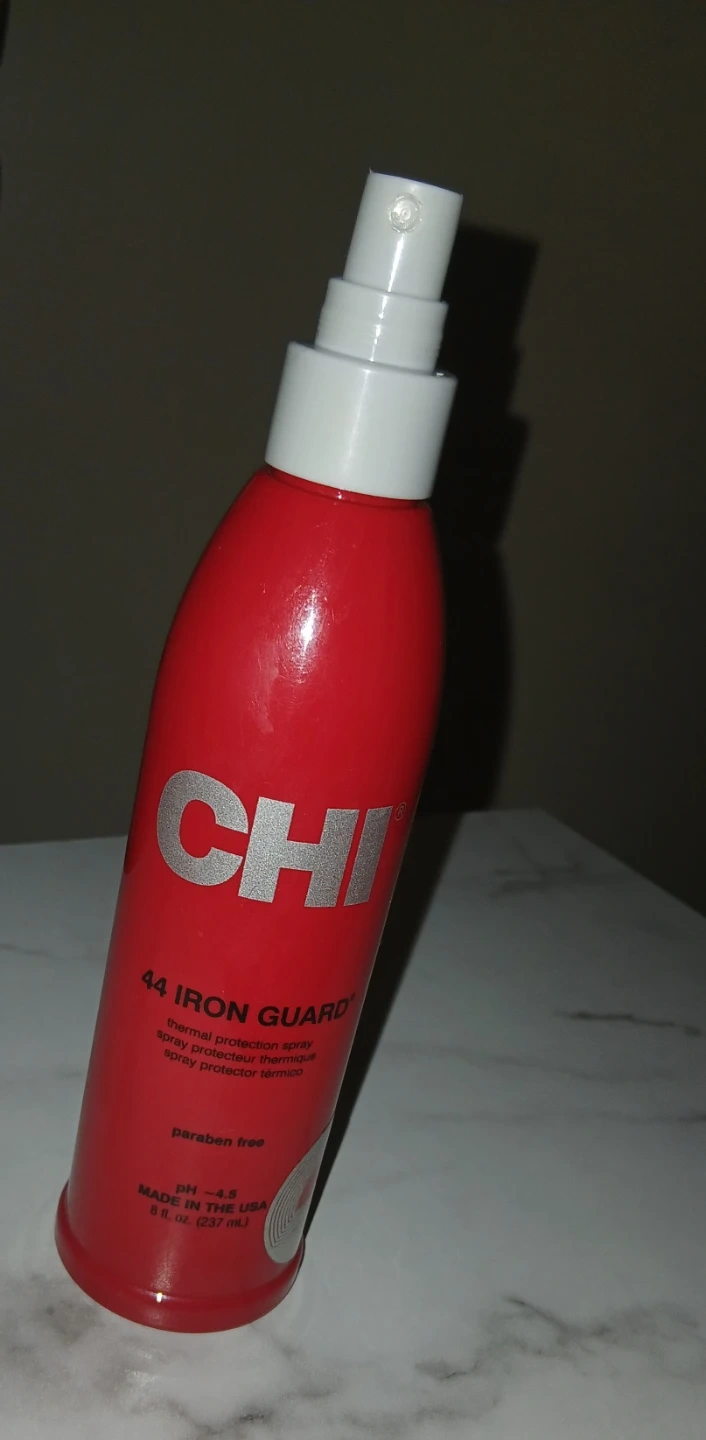 CHI®
44 IRON GUARD®
thermal protection spray
spray protecteur thermique
spray protector térmico
paraben free
pH ~4.5
MADE IN THE USA
8 fl. oz. (237 mL)